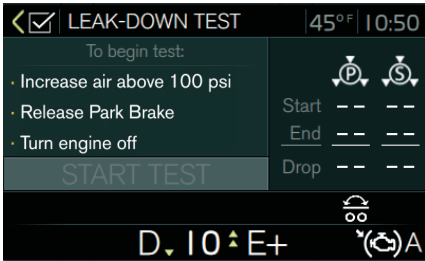 LEAK-DOWN TEST 45°F 10:50
To begin test:
· Increase air above 100 psi
· Release Park Brake
· Turn engine off
START TEST
P S
Start -- --
End -- --
Drop -- --
D 10 E+ A